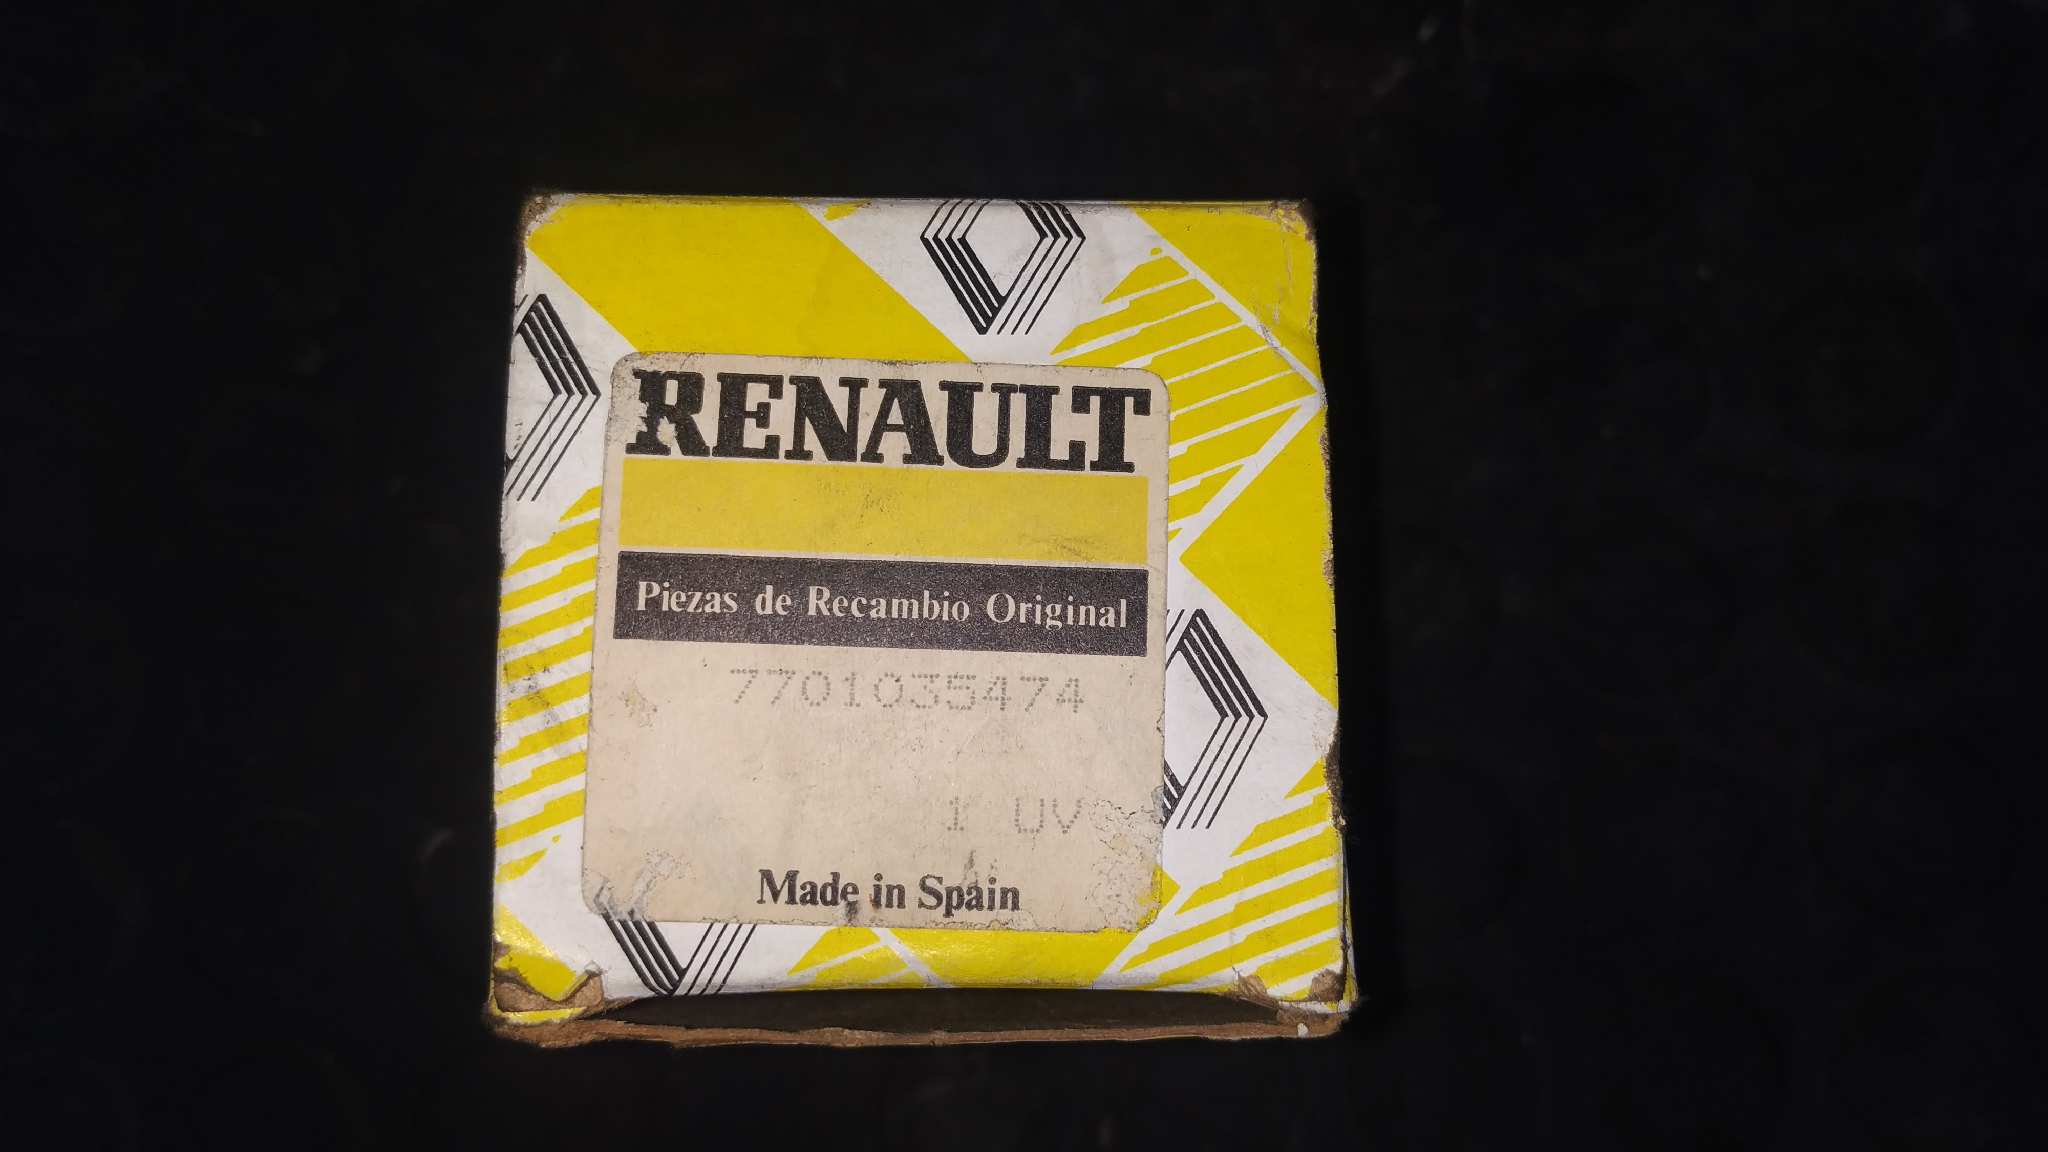 RENAULT
Piezas de Recambio Original
7701035474
1 UV
Made in Spain